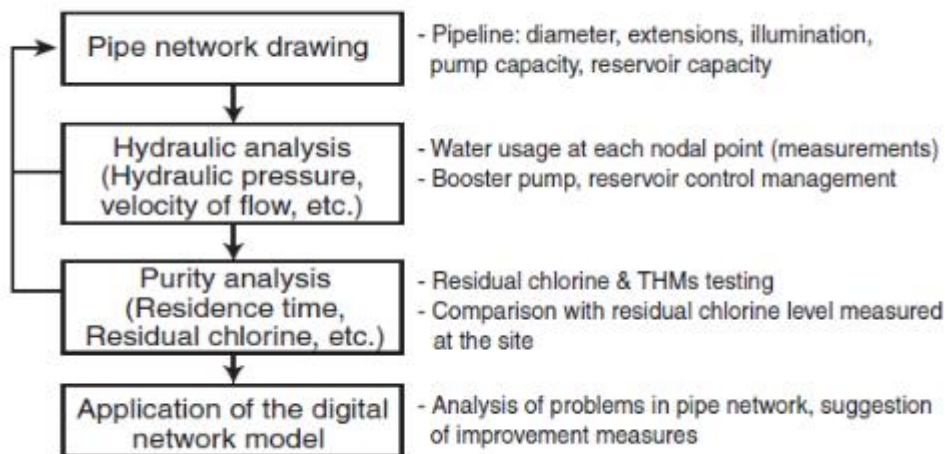 Pipe network drawing
- Pipeline: diameter, extensions, illumination,
pump capacity, reservoir capacity
Hydraulic analysis
(Hydraulic pressure,
velocity of flow, etc.)
- Water usage at each nodal point (measurements)
- Booster pump, reservoir control management
Purity analysis
(Residence time,
Residual chlorine, etc.)
- Residual chlorine & THMs testing
- Comparison with residual chlorine level measured
at the site
Application of the digital
network model
- Analysis of problems in pipe network, suggestion
of improvement measures